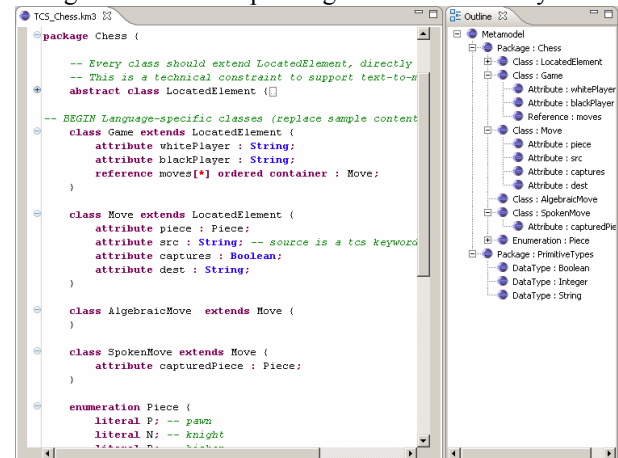 TCS_Chess.km3
package Chess {
-- Every class should extend LocatedElement, directly (
-- This is a technical constraint to support text-to-m
abstract class LocatedElement {
-- BEGIN Language-specific classes (replace sample content
class Game extends LocatedElement {
attribute whitePlayer : String;
attribute blackPlayer : String;
reference moves[*] ordered container : Move;
}
class Move extends LocatedElement {
attribute piece : Piece;
attribute src : String; -- source is a tcs keyword
attribute captures : Boolean;
attribute dest : String;
}
class AlgebraicMove extends Move {
}
class SpokenMove extends Move {
attribute capturedPiece : Piece;
}
enumeration Piece {
literal P; -- pawn
literal N; -- knight
Outline
Metamodel
Package : Chess
Class : LocatedElement
Class : Game
Attribute : whitePlayer
Attribute : blackPlayer
Reference : moves
Class : Move
Attribute : piece
Attribute : src
Attribute : captures
Attribute : dest
Class : AlgebraicMove
Class : SpokenMove
Attribute : capturedPie
Enumeration : Piece
Package : PrimitiveTypes
DataType : Boolean
DataType : Integer
DataType : String